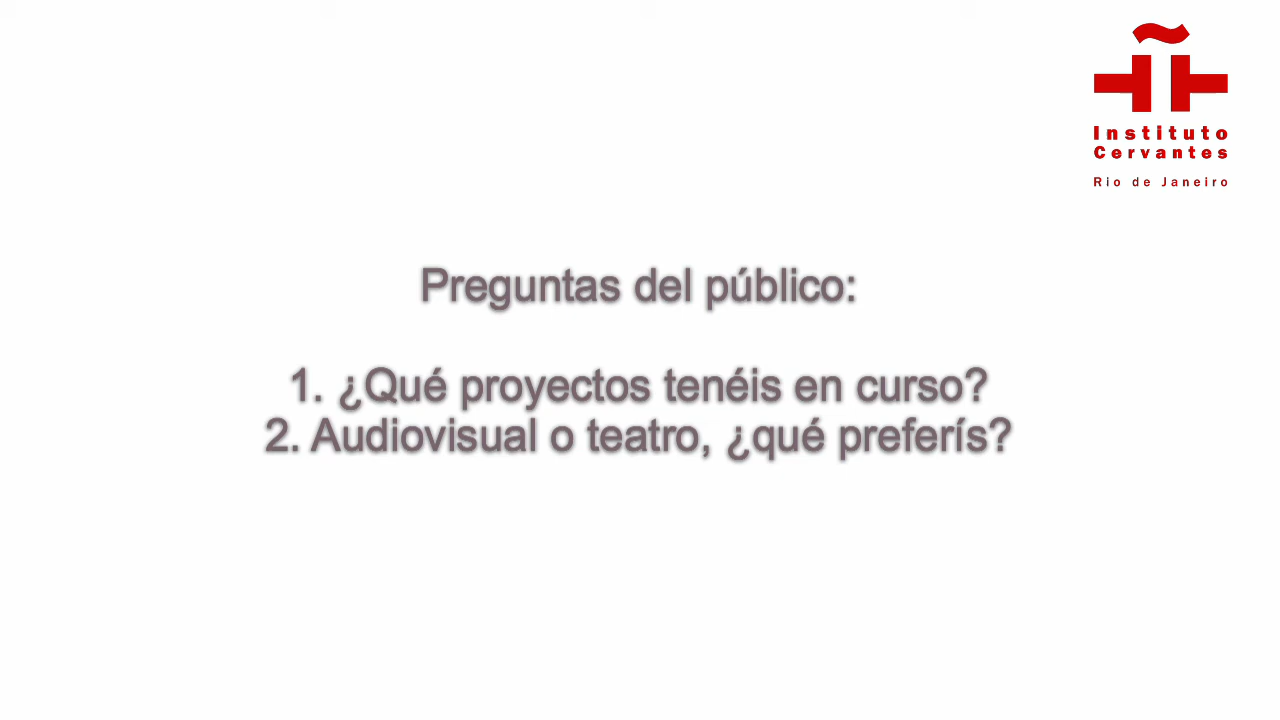 Instituto
Cervantes
Rio de Janeiro
Preguntas del público:
1. ¿Qué proyectos tenéis en curso?
2. Audiovisual o teatro, ¿qué preferís?